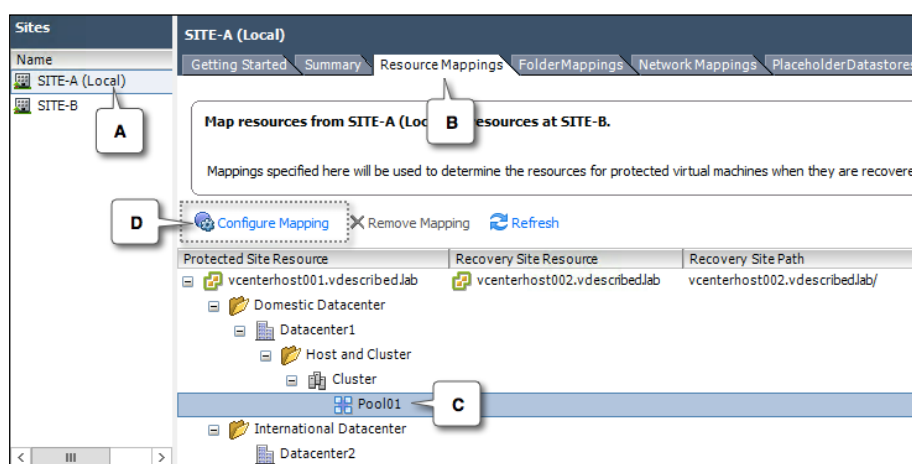 Sites
SITE-A (Local)
Name
Getting Started Summary Resource Mappings FolderMappings Network Mappings PlaceholderDatastores
SITE-A (Local)
SITE-B
A
B
Map resources from SITE-A (Loc esources at SITE-B.
Mappings specified here will be used to determine the resources for protected virtual machines when they are recovere
D
Configure Mapping Remove Mapping Refresh
Protected Site Resource Recovery Site Resource Recovery Site Path
vcenterhost001.vdescribed.lab vcenterhost002.vdescribed.lab vcenterhost002.vdescribed.lab/
Domestic Datacenter
Datacenter1
Host and Cluster
Cluster
Pool01
C
International Datacenter
Datacenter2